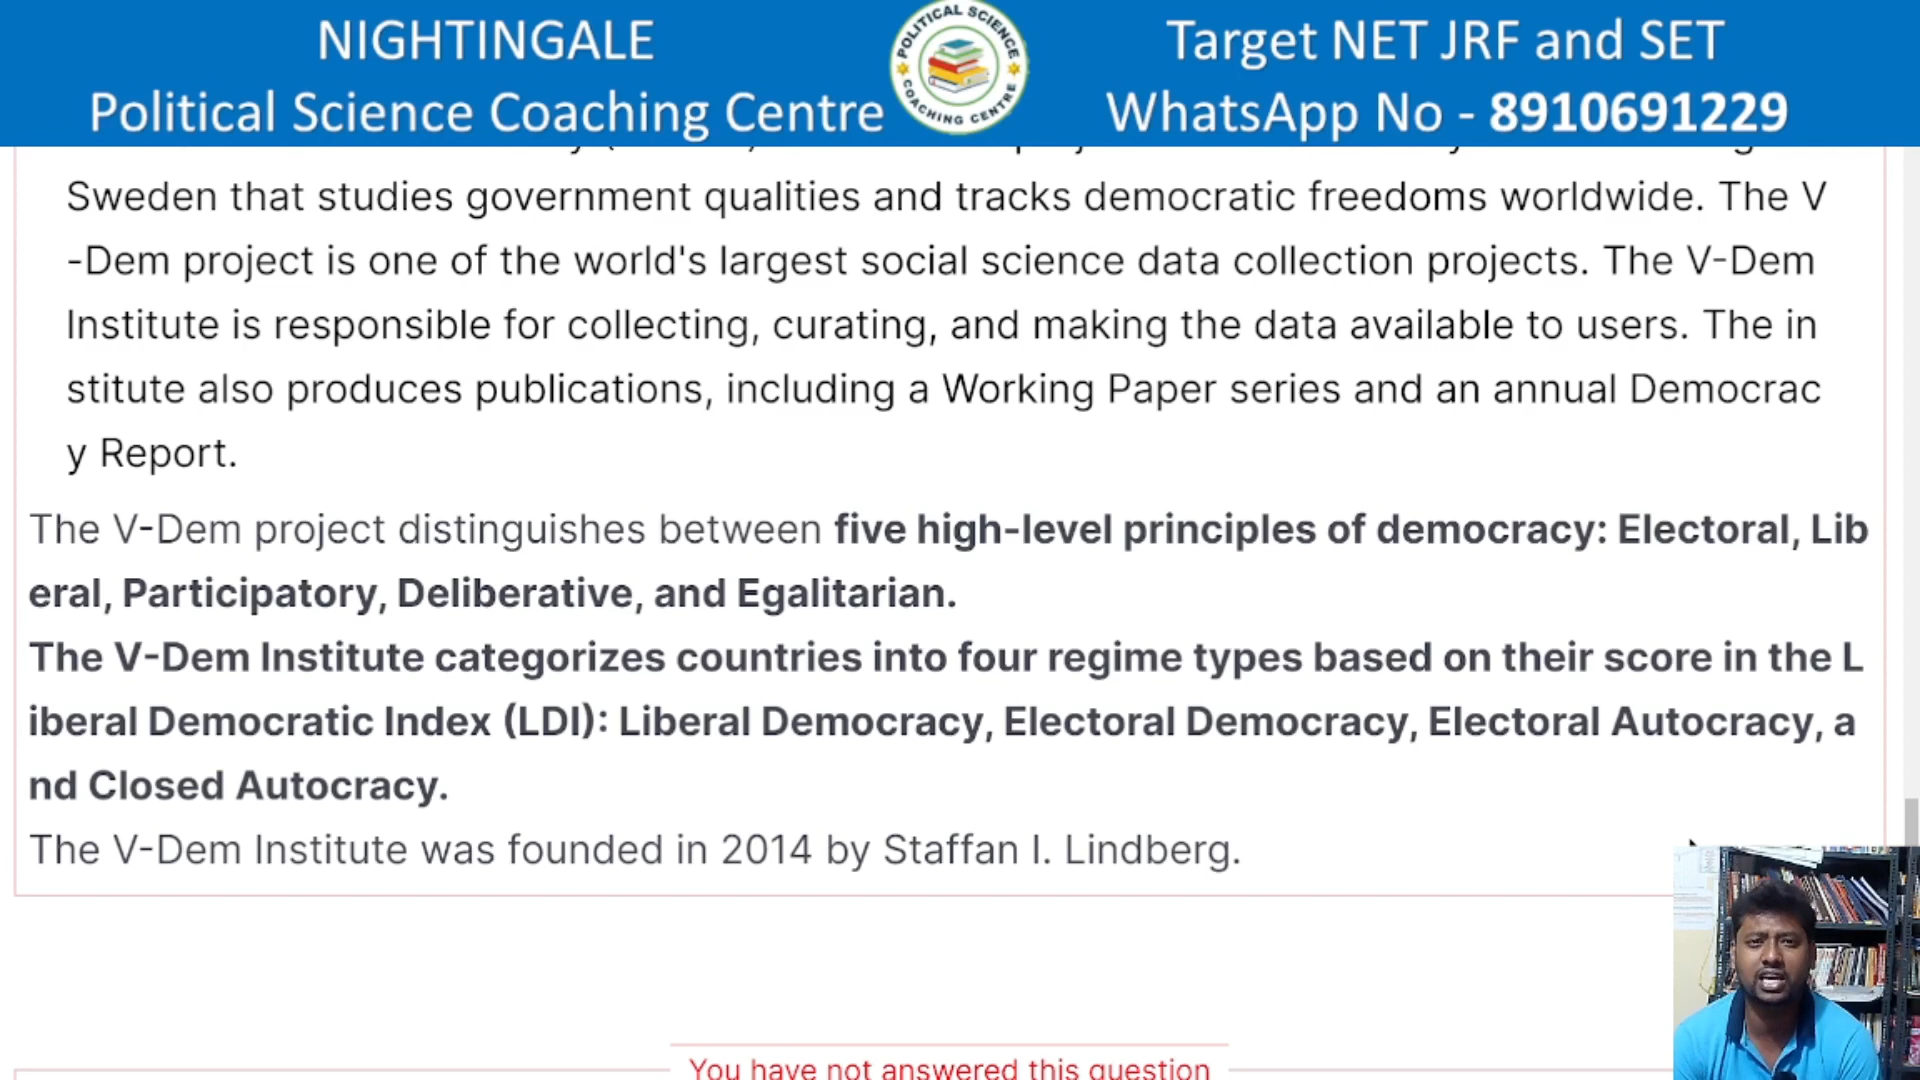 NIGHTINGALE
Political Science Coaching Centre
POLITICAL SCIENCE
COACHING CENTRE
Target NET JRF and SET
WhatsApp No - 8910691229
Sweden that studies government qualities and tracks democratic freedoms worldwide. The V
-Dem project is one of the world's largest social science data collection projects. The V-Dem
Institute is responsible for collecting, curating, and making the data available to users. The in
stitute also produces publications, including a Working Paper series and an annual Democrac
y Report.
The V-Dem project distinguishes between five high-level principles of democracy: Electoral, Lib
eral, Participatory, Deliberative, and Egalitarian.
The V-Dem Institute categorizes countries into four regime types based on their score in the L
iberal Democratic Index (LDI): Liberal Democracy, Electoral Democracy, Electoral Autocracy, a
nd Closed Autocracy.
The V-Dem Institute was founded in 2014 by Staffan I. Lindberg.
You have not answered this question